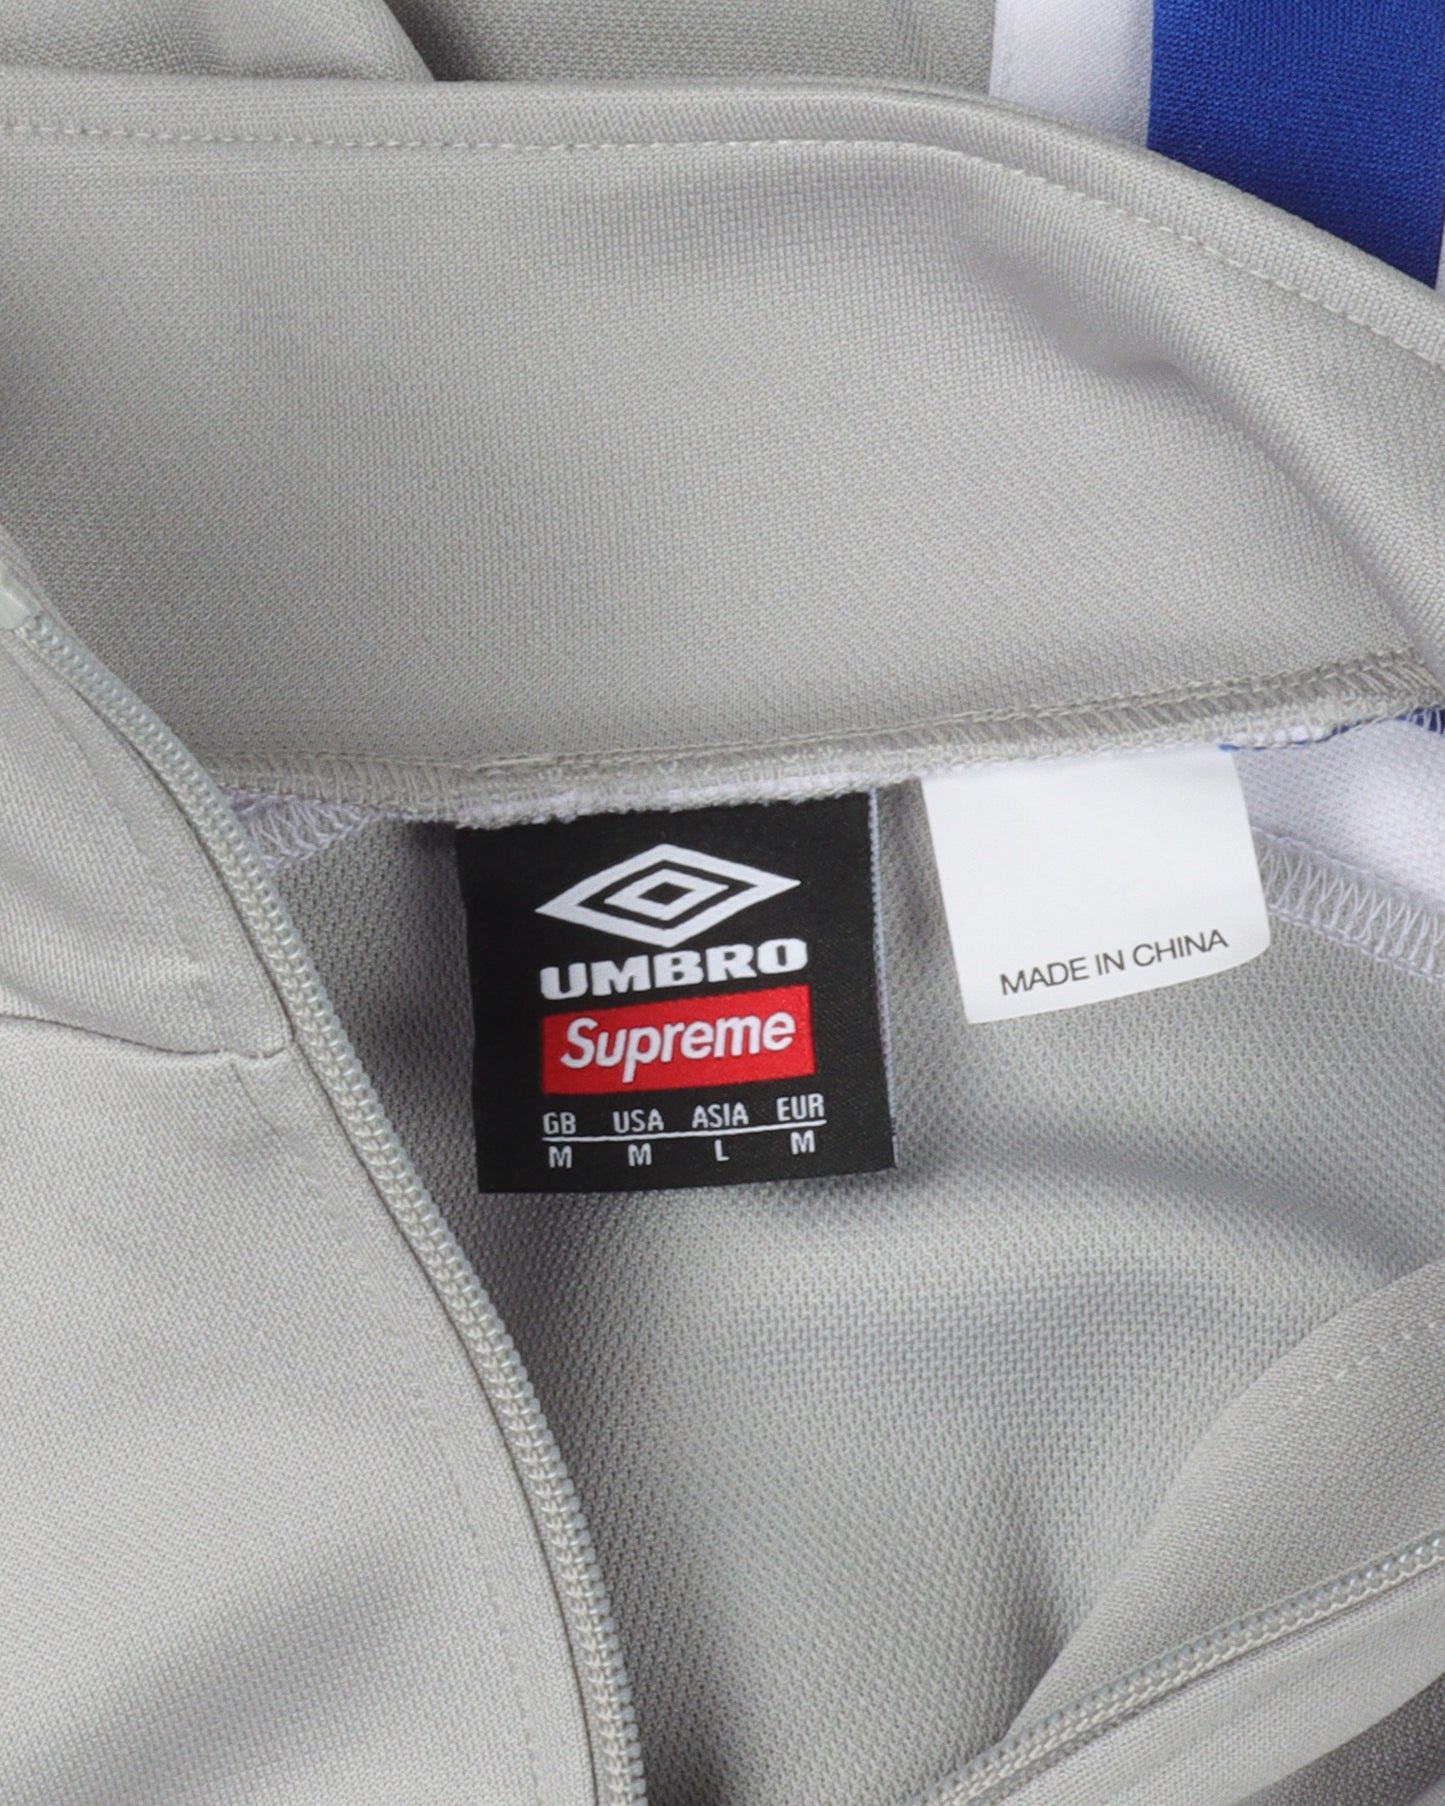 UMBRO
Supreme
GB USA ASIA EUR
M M L M
MADE IN CHINA